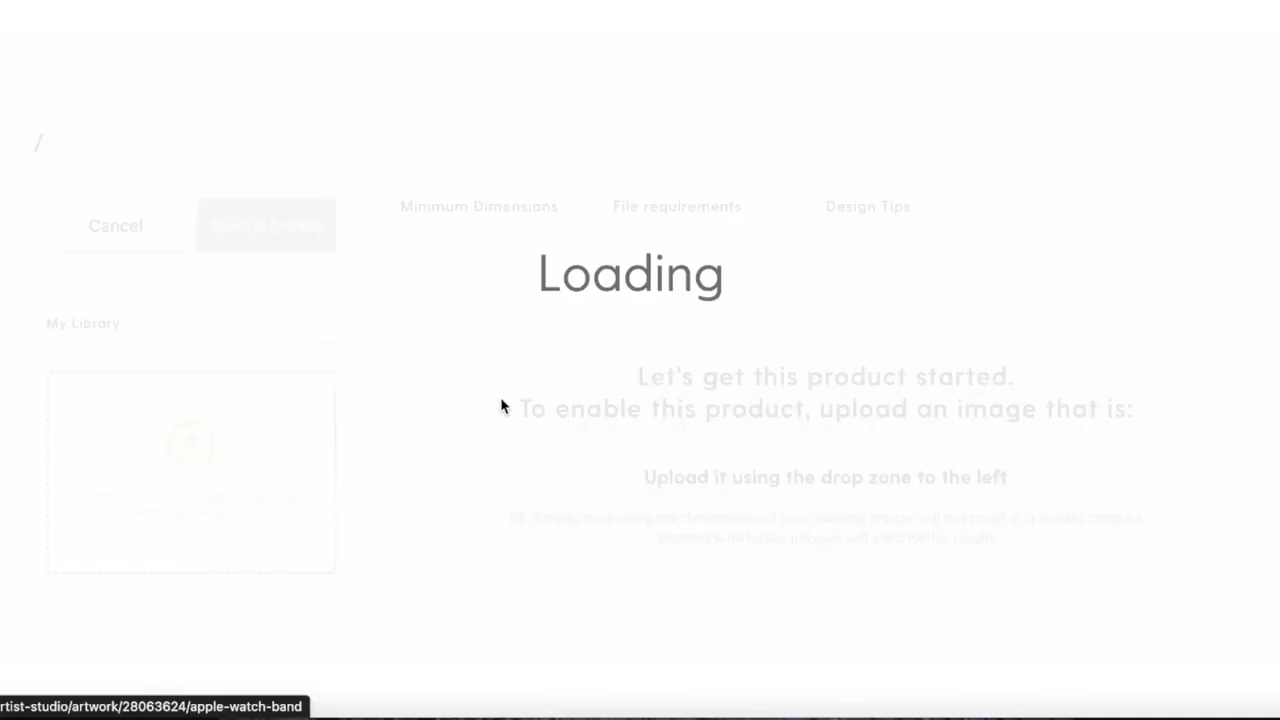 /
Cancel
Save & Enable
Minimum Dimensions
File requirements
Design Tips
Loading
My Library
Let's get this product started.
To enable this product, upload an image that is:
Upload it using the drop zone to the left
rtist-studio/artwork/28063624/apple-watch-band